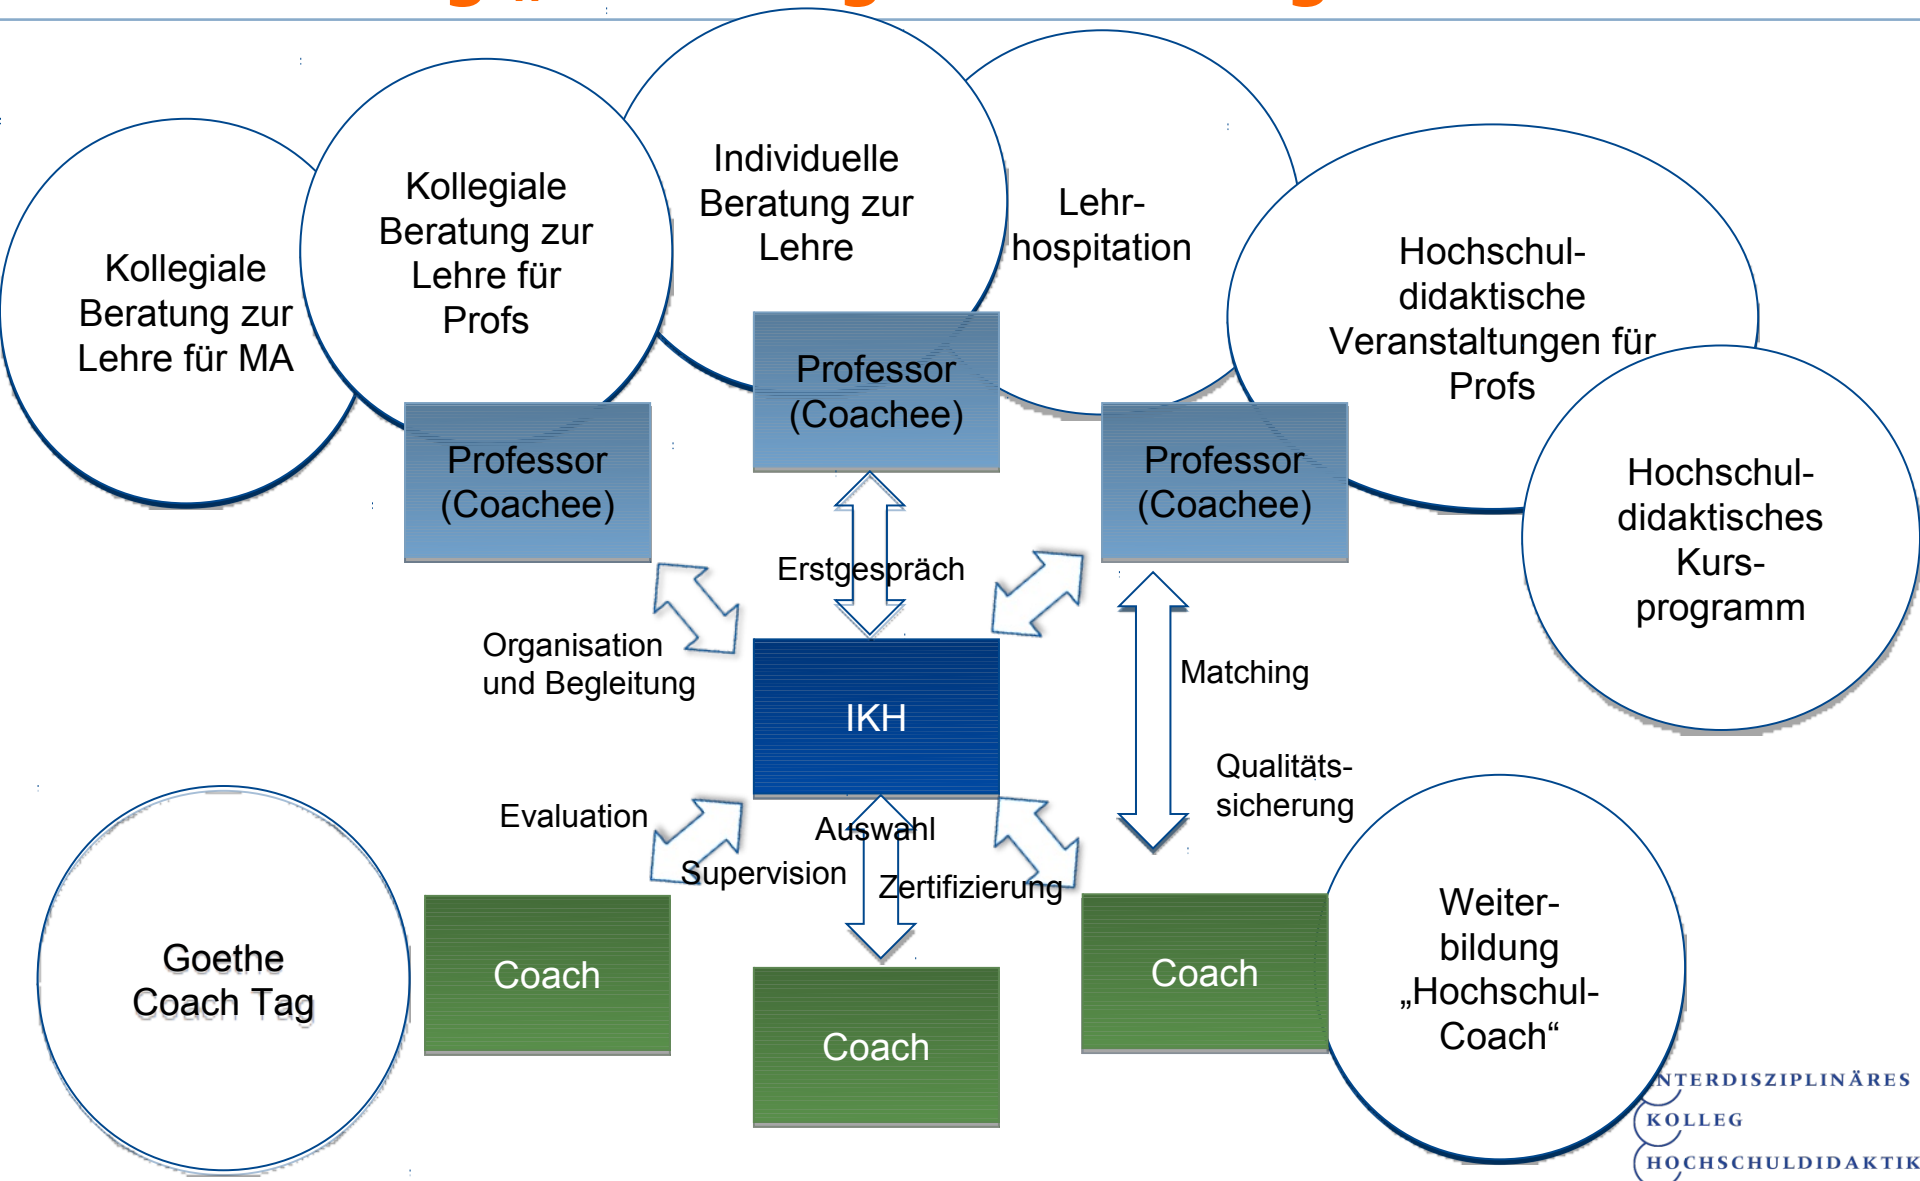 Individuelle
Beratung zur
Lehre
Kollegiale
Beratung zur
Lehre für
Profs
Lehr-
hospitation
Kollegiale
Beratung zur
Lehre für MA
Hochschul-
didaktische
Veranstaltungen für
Profs
Professor
(Coachee)
Professor
(Coachee)
Professor
(Coachee)
Hochschul-
didaktisches
Kurs-
programm
Erstgespräch
Organisation
und Begleitung
Matching
IKH
Qualitäts-
sicherung
Evaluation
Auswahl
Supervision
Zertifizierung
Goethe
Coach Tag
Coach
Coach
Coach
Weiter-
bildung
„Hochschul-
Coach“
NTERDISZIPLINÄRES
KOLLEG
HOCHSCHULDIDAKTIK